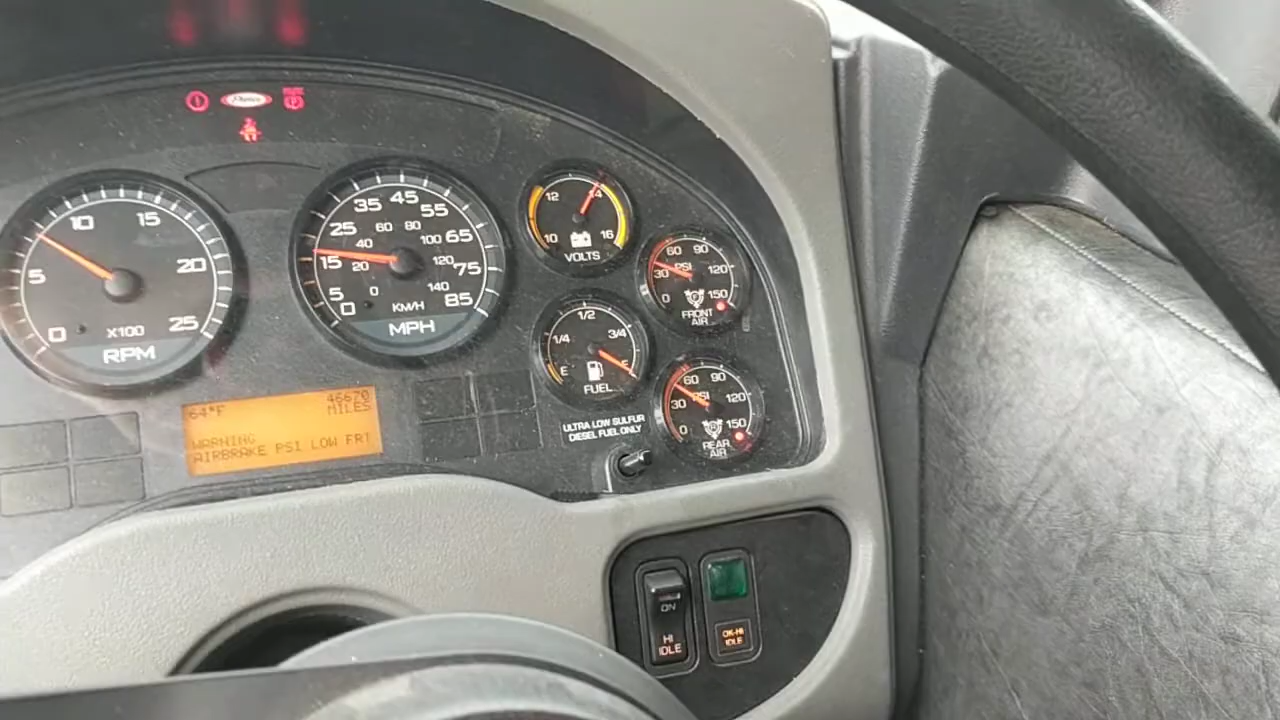 PARK
Pierce
5
10
15
20
25
0
X100
RPM
0
5
15
25
35
45
55
65
75
85
0
20
40
60
80
100
120
140
KM/H
MPH
10
12
14
16
VOLTS
0
30
60
90
120
150
PSI
FRONT
AIR
E
1/4
1/2
3/4
F
FUEL
0
30
60
90
120
150
PSI
REAR
AIR
64°F
46670
MILES
WARNING
AIRBRAKE PSI LOW FRT
ULTRA LOW SULFUR
DIESEL FUEL ONLY
ON
HI
IDLE
OK-HI
IDLE